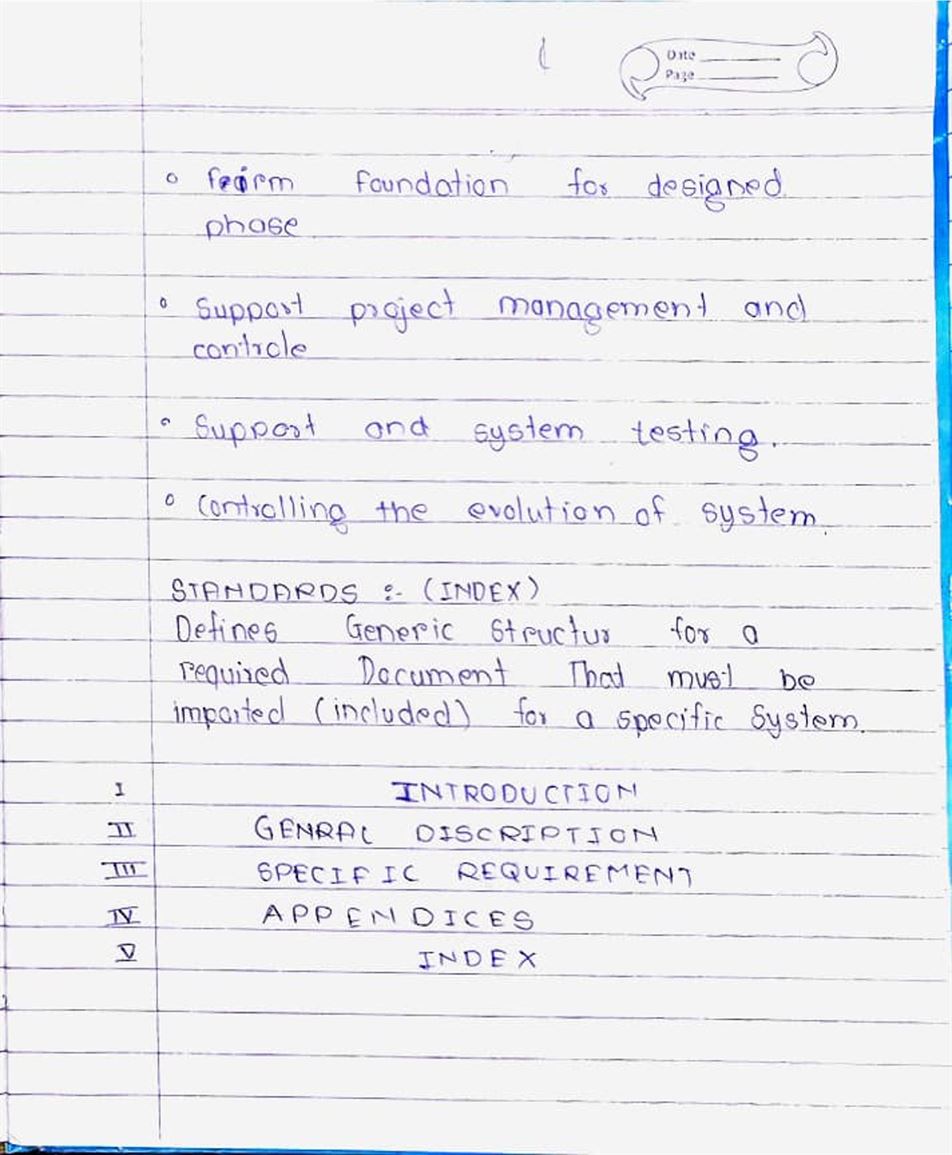 Date
Page
foundation for designed
phase
Support project management and
controle
Support and system testing.
Controlling the evolution of system.
STANDARDS :- (INDEX)
Defines Generic Structur for a
required Document That must be
imported (included) for a specific System.
I INTRODUCTION
II GENRAL DISCRIPTION
III SPECIFIC REQUIREMENT
IV APPENDICES
V INDEX